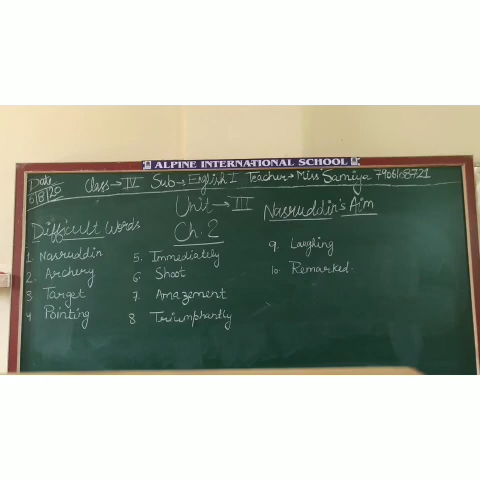 ALPINE INTERNATIONAL SCHOOL
Date
6/8/20
Class → IV Sub → English I Teacher → Miss Samiya 7906168721
Unit → III Nasruddin's Aim
Difficult Words Ch. 2
1. Nasruddin
2. Archery
3. Target
4. Pointing
5. Immediately
6. Shoot
7. Amazement
8 Triumphantly
9. Laughing
10. Remarked.